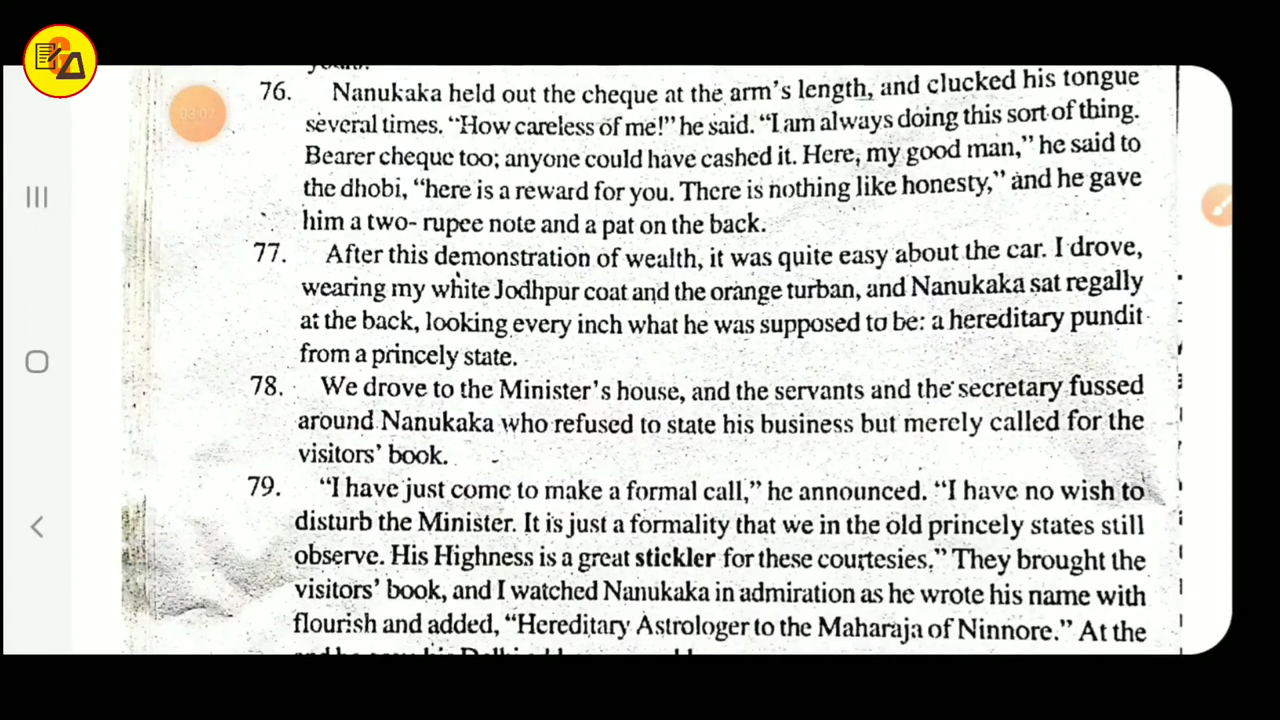 76. Nanukaka held out the cheque at the arm's length, and clucked his tongue
several times. "How careless of me!" he said. "I am always doing this sort of thing.
Bearer cheque too; anyone could have cashed it. Here, my good man," he said to
the dhobi, "here is a reward for you. There is nothing like honesty," and he gave
him a two- rupee note and a pat on the back.
77. After this demonstration of wealth, it was quite easy about the car. I drove,
wearing my white Jodhpur coat and the orange turban, and Nanukaka sat regally
at the back, looking every inch what he was supposed to be: a hereditary pundit
from a princely state.
78. We drove to the Minister's house, and the servants and the secretary fussed
around Nanukaka who refused to state his business but merely called for the
visitors' book.
79. "I have just come to make a formal call," he announced. "I have no wish to
disturb the Minister. It is just a formality that we in the old princely states still
observe. His Highness is a great stickler for these courtesies." They brought the
visitors' book, and I watched Nanukaka in admiration as he wrote his name with
flourish and added, "Hereditary Astrologer to the Maharaja of Ninnore." At the
03:07